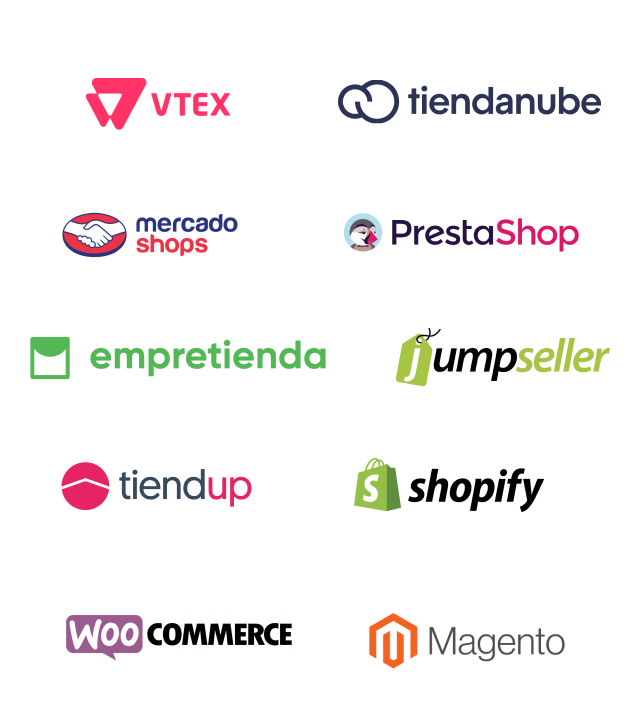 VTEX
tiendanube
mercado
shops
PrestaShop
empretienda
jumpseller
tiendup
S shopify
WOO COMMERCE
Magento